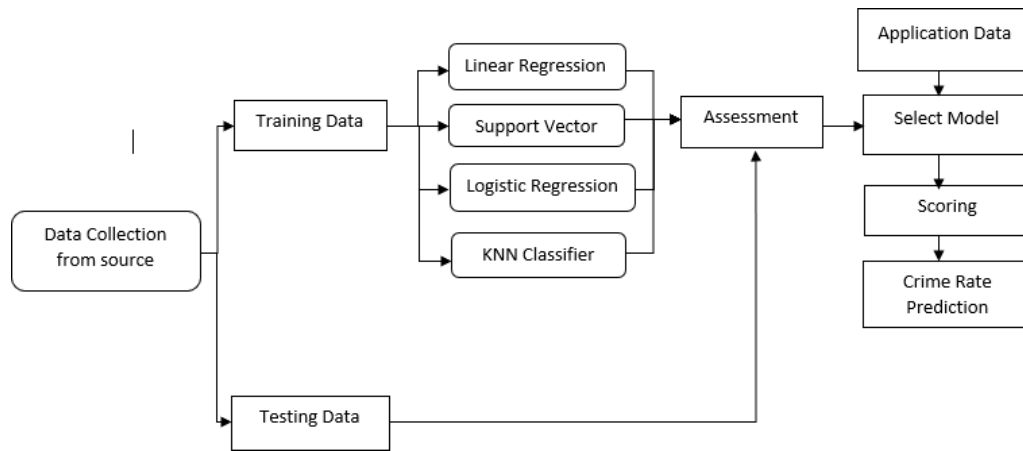 Data Collection
from source
Training Data
Testing Data
Linear Regression
Support Vector
Logistic Regression
KNN Classifier
Assessment
Application Data
Select Model
Scoring
Crime Rate
Prediction